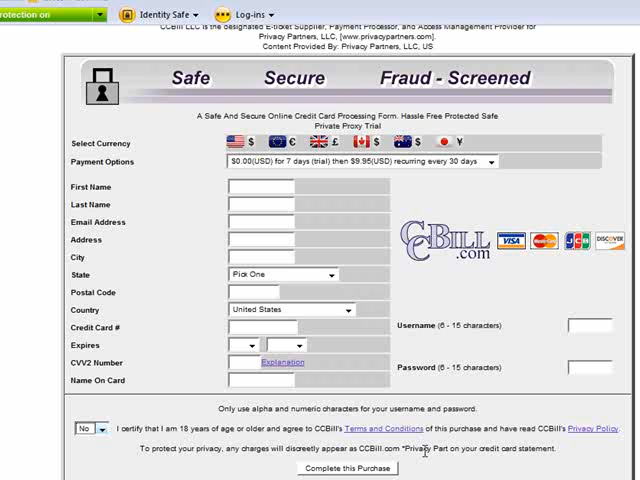 rotection on
Identity Safe
Log-ins
CCBill LLC is the designated E-ticket Supplier, Payment Processor, and Access Management Provider for
Privacy Partners, LLC, [www.privacypartners.com].
Content Provided By: Privacy Partners, LLC, US
Safe Secure Fraud - Screened
A Safe And Secure Online Credit Card Processing Form. Hassle Free Protected Safe
Private Proxy Trial
Select Currency $ € £ $ $ ¥
Payment Options $0.00(USD) for 7 days (trial) then $9.95(USD) recurring every 30 days
First Name
Last Name
Email Address
Address
City
CCBILL.com VISA MasterCard JCB DISCOVER
State Pick One
Postal Code
Country United States
Credit Card #
Username (6 - 15 characters)
Expires
CVV2 Number Explanation
Password (6 - 15 characters)
Name On Card
Only use alpha and numeric characters for your username and password.
No I certify that I am 18 years of age or older and agree to CCBill's Terms and Conditions of this purchase and have read CCBill's Privacy Policy.
To protect your privacy, any charges will discreetly appear as CCBill.com *Privacy Part on your credit card statement.
Complete this Purchase